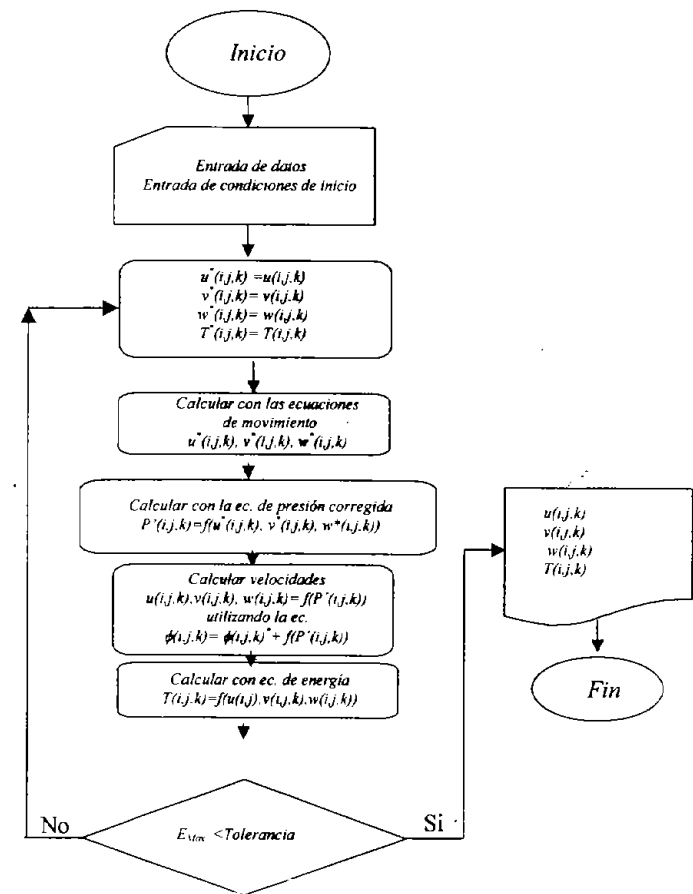 Inicio
Entrada de datos
Entrada de condiciones de inicio
u*(i,j,k) =u(i,j,k)
v*(i,j,k)= v(i,j,k)
w*(i,j,k)= w(i,j,k)
T*(i,j,k)= T(i,j,k)
Calcular con las ecuaciones
de movimiento
u*(i,j,k), v*(i,j,k), w*(i,j,k)
Calcular con la ec. de presión corregida
P'(i,j,k)=f(u*(i,j,k), v*(i,j,k), w*(i,j,k))
Calcular velocidades
u(i,j,k),v(i,j,k), w(i,j,k)= f(P'(i,j,k))
utilizando la ec.
ϕ(i,j,k)= ϕ(i,j,k)*+ f(P'(i,j,k))
Calcular con ec. de energía
T(i,j,k)=f(u(i,j),v(i,j,k),w(i,j,k))
No
EMax <Tolerancia
Si
u(i,j,k)
v(i,j,k)
w(i,j,k)
T(i,j,k)
Fin